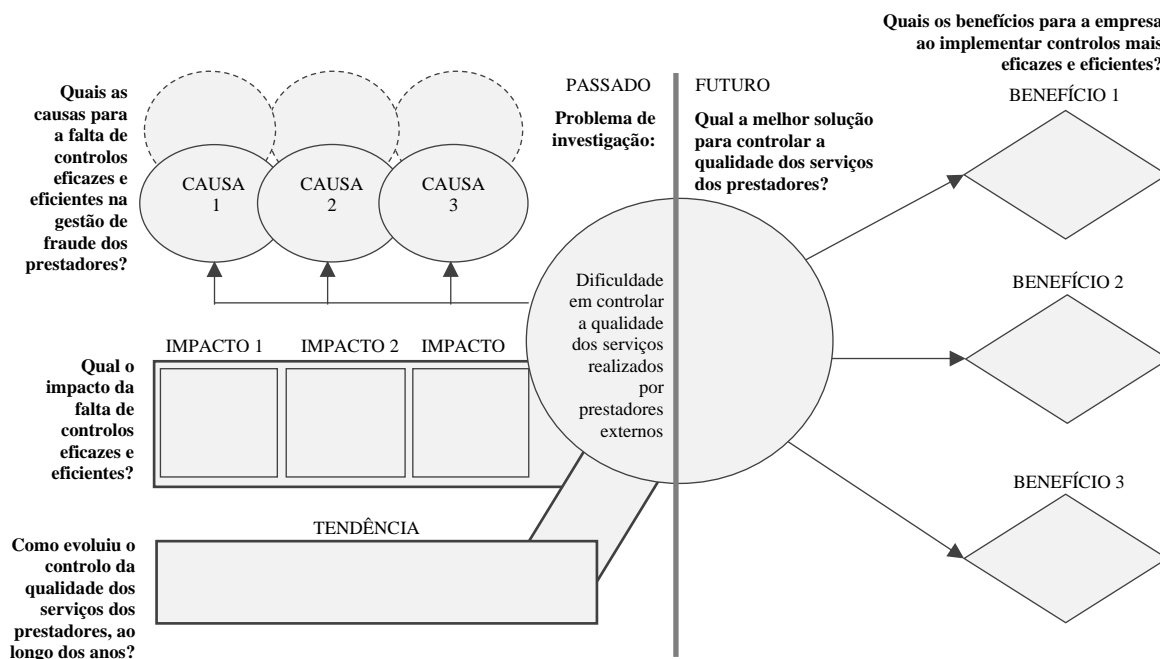 Quais as
causas para
a falta de
controlos
eficazes e
eficientes na
gestão de
fraude dos
prestadores?
CAUSA
1
CAUSA
2
CAUSA
3
PASSADO
Problema de
investigação:
FUTURO
Qual a melhor solução
para controlar a
qualidade dos serviços
dos prestadores?
Quais os benefícios para a empresa
ao implementar controlos mais
eficazes e eficientes?
BENEFÍCIO 1
Dificuldade
em controlar
a qualidade
dos serviços
realizados
por
prestadores
externos
BENEFÍCIO 2
Qual o
impacto da
falta de
controlos
eficazes e
eficientes?
IMPACTO 1
IMPACTO 2
IMPACTO
BENEFÍCIO 3
Como evoluiu o
controlo da
qualidade dos
serviços dos
prestadores, ao
longo dos anos?
TENDÊNCIA